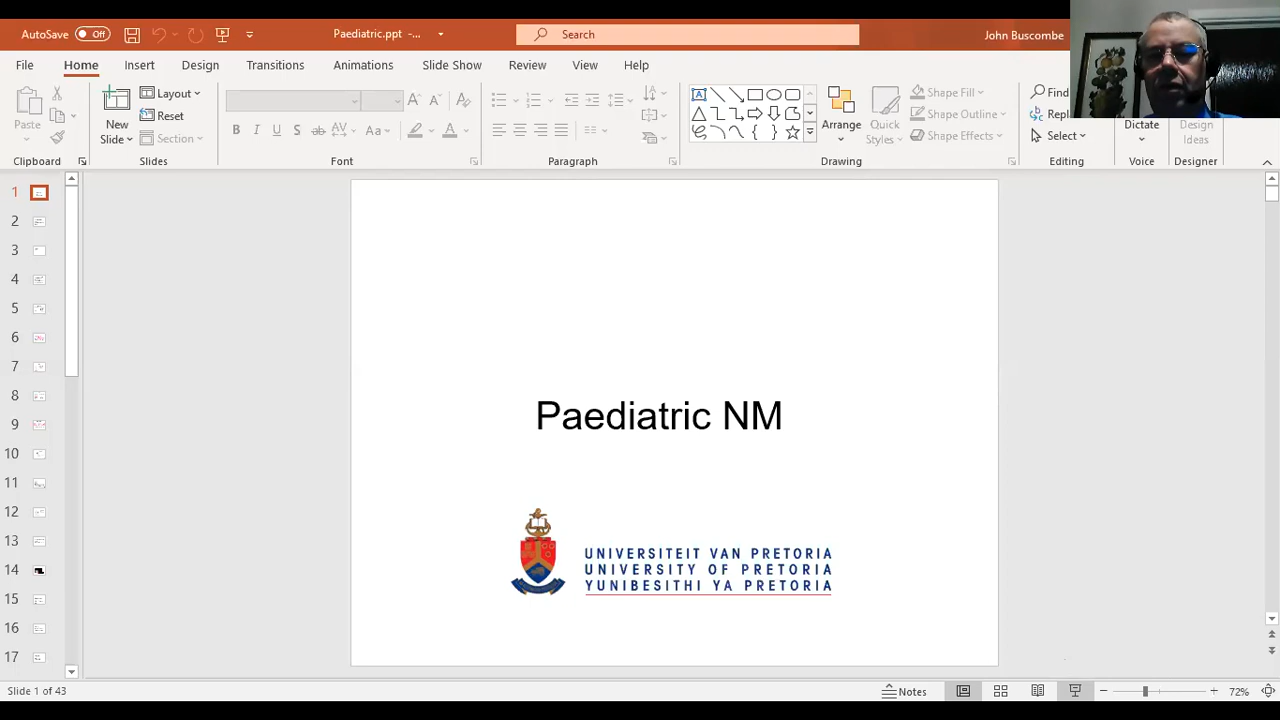 AutoSave Off Paediatric.ppt -... Search John Buscombe
File Home Insert Design Transitions Animations Slide Show Review View Help
Paste New Slide Layout Reset Section
B I U S ab AV Aa A A A
Arrange Quick Styles Shape Fill Shape Outline Shape Effects
Find Repl Select Dictate Design Ideas
Clipboard Slides Font Paragraph Drawing Editing Voice Designer
1
2
3
4
5
6
7
8
9
10
11
12
13
14
15
16
17
Paediatric NM
UNIVERSITEIT VAN PRETORIA
UNIVERSITY OF PRETORIA
YUNIBESITHI YA PRETORIA
Slide 1 of 43 Notes 72%